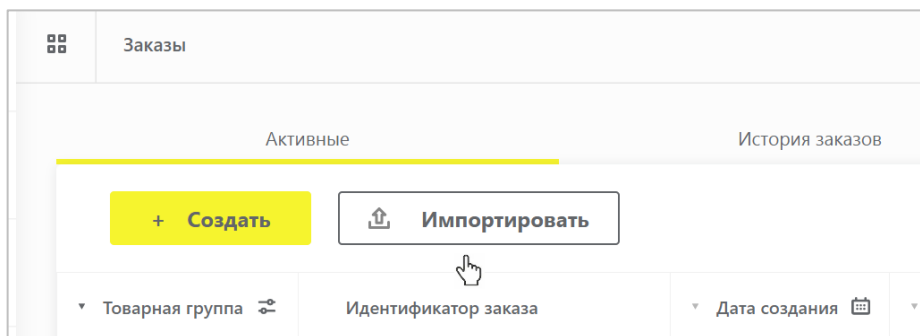 Заказы
Активные История заказов
+ Создать Импортировать
Товарная группа Идентификатор заказа Дата создания